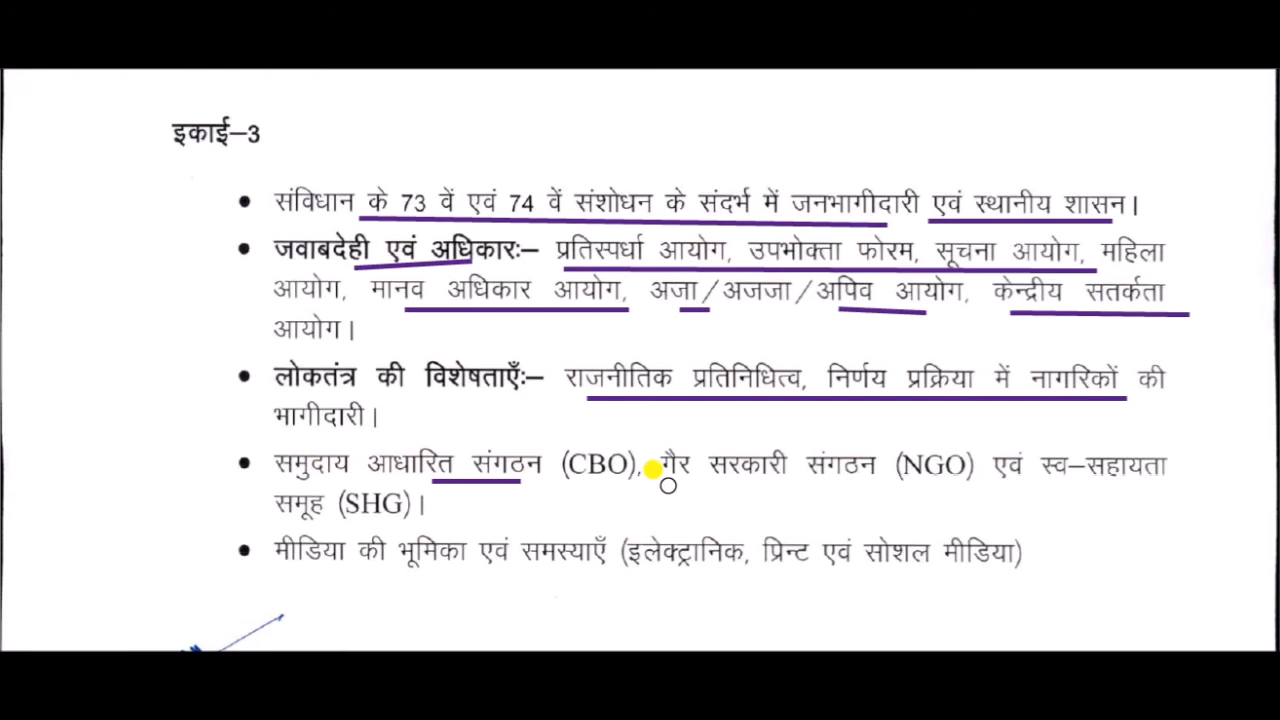 इकाई–3
संविधान के 73 वें एवं 74 वें संशोधन के संदर्भ में जनभागीदारी एवं स्थानीय शासन।
जवाबदेही एवं अधिकारः– प्रतिस्पर्धा आयोग, उपभोक्ता फोरम, सूचना आयोग, महिला
आयोग, मानव अधिकार आयोग, अजा/अजजा/अपिव आयोग, केन्द्रीय सतर्कता
आयोग।
लोकतंत्र की विशेषताएँः– राजनीतिक प्रतिनिधित्व, निर्णय प्रक्रिया में नागरिकों की
भागीदारी।
समुदाय आधारित संगठन (CBO), गैर सरकारी संगठन (NGO) एवं स्व–सहायता
समूह (SHG)।
मीडिया की भूमिका एवं समस्याएँ (इलेक्ट्रानिक, प्रिन्ट एवं सोशल मीडिया)